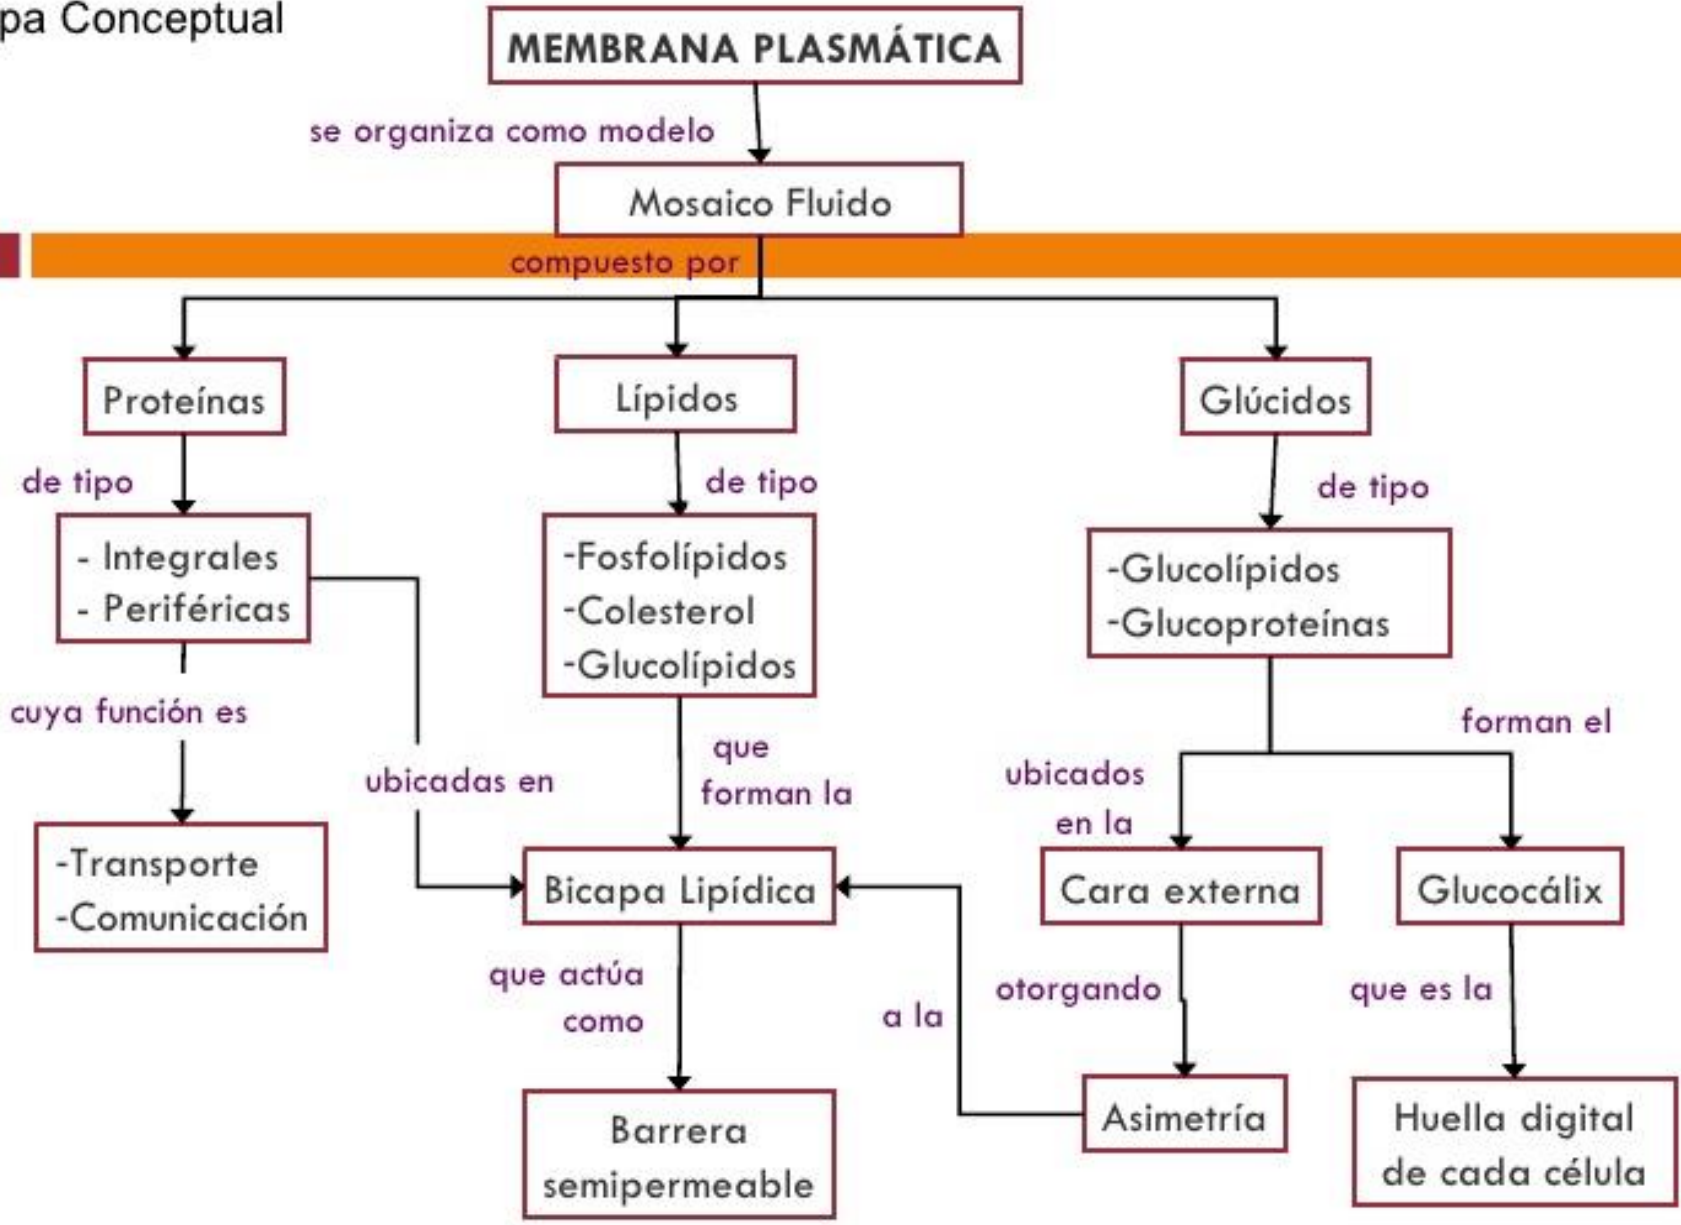 pa Conceptual
MEMBRANA PLASMÁTICA
se organiza como modelo
Mosaico Fluido
compuesto por
Proteínas
Lípidos
Glúcidos
de tipo
de tipo
de tipo
- Integrales
- Periféricas
-Fosfolípidos
-Colesterol
-Glucolípidos
-Glucolípidos
-Glucoproteínas
cuya función es
ubicadas en
que
forman la
ubicados
en la
forman el
-Transporte
-Comunicación
Bicapa Lipídica
Cara externa
Glucocálix
que actúa
como
a la
otorgando
que es la
Barrera
semipermeable
Asimetría
Huella digital
de cada célula